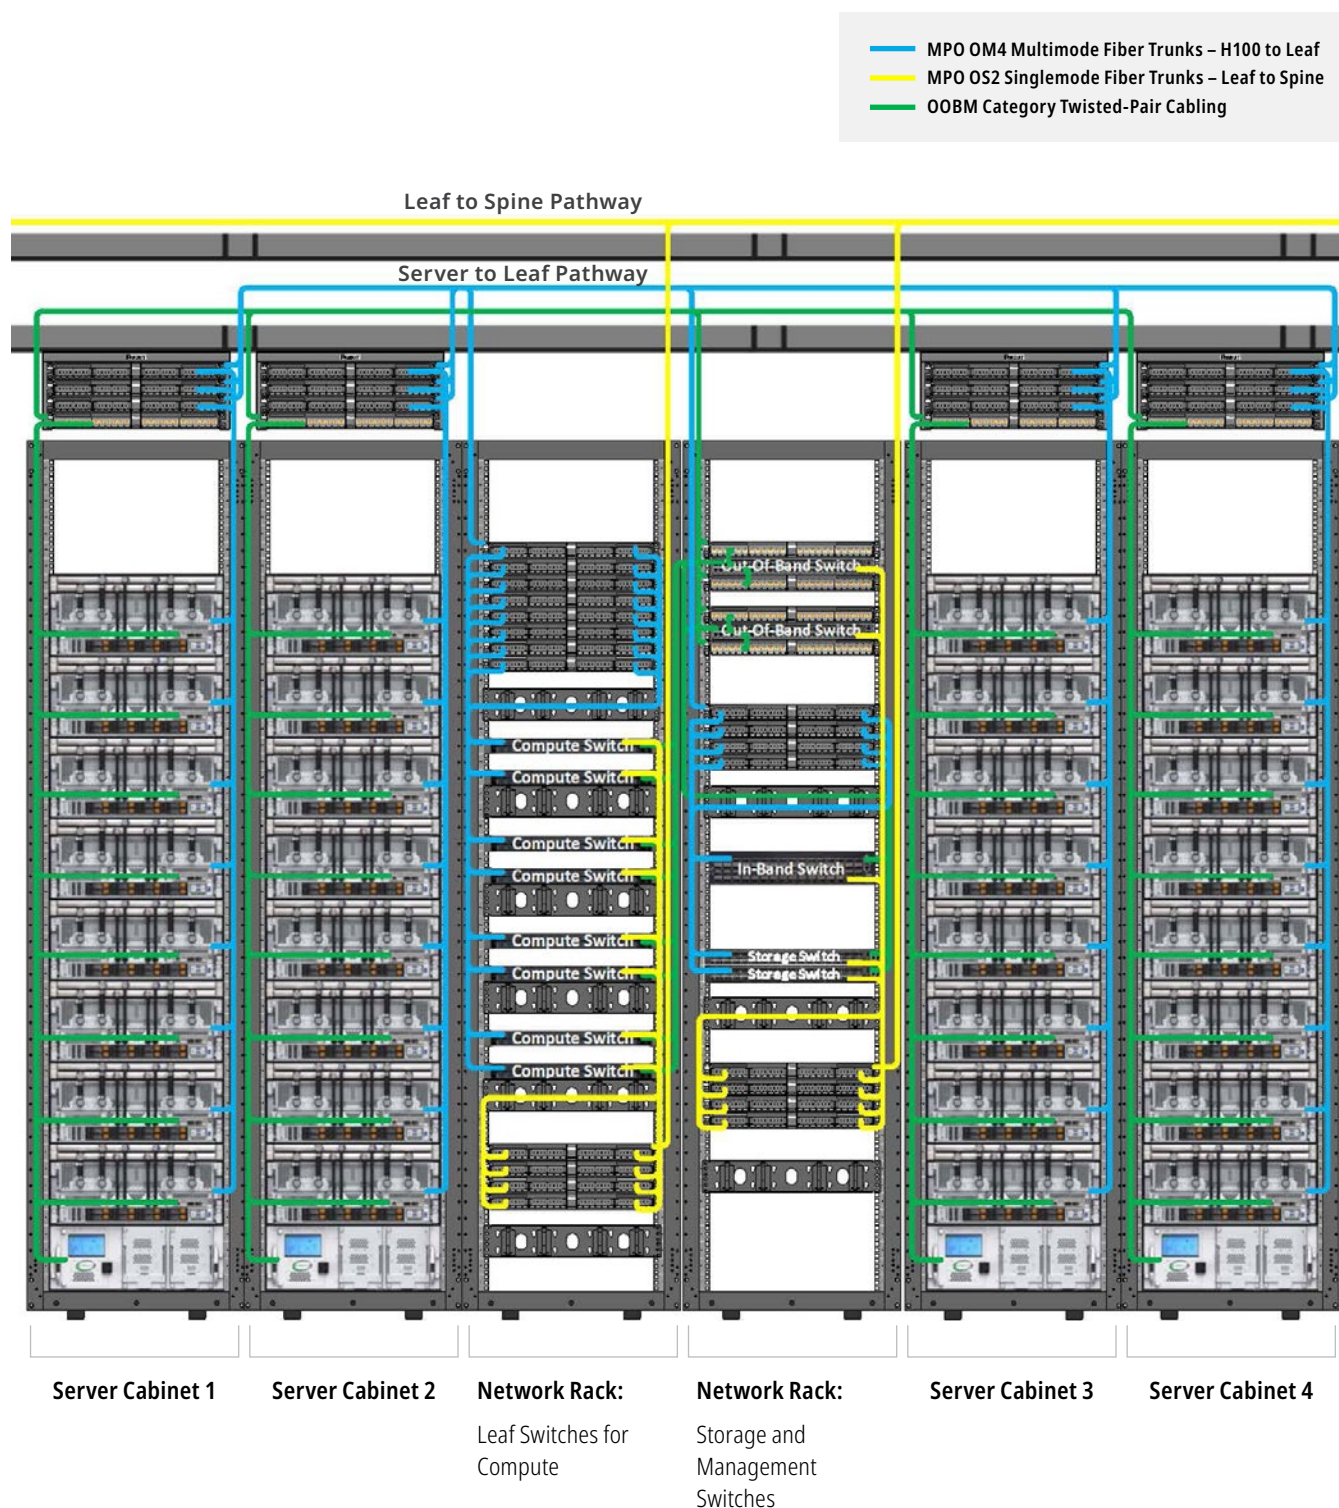 MPO OM4 Multimode Fiber Trunks – H100 to Leaf
MPO OS2 Singlemode Fiber Trunks – Leaf to Spine
OOBM Category Twisted-Pair Cabling
Leaf to Spine Pathway
Server to Leaf Pathway
Out-Of-Band Switch
Out-Of-Band Switch
Compute Switch
Compute Switch
Compute Switch
Compute Switch
Compute Switch
Compute Switch
Compute Switch
Compute Switch
In-Band Switch
Storage Switch
Storage Switch
Server Cabinet 1
Server Cabinet 2
Network Rack:
Leaf Switches for
Compute
Network Rack:
Storage and
Management
Switches
Server Cabinet 3
Server Cabinet 4